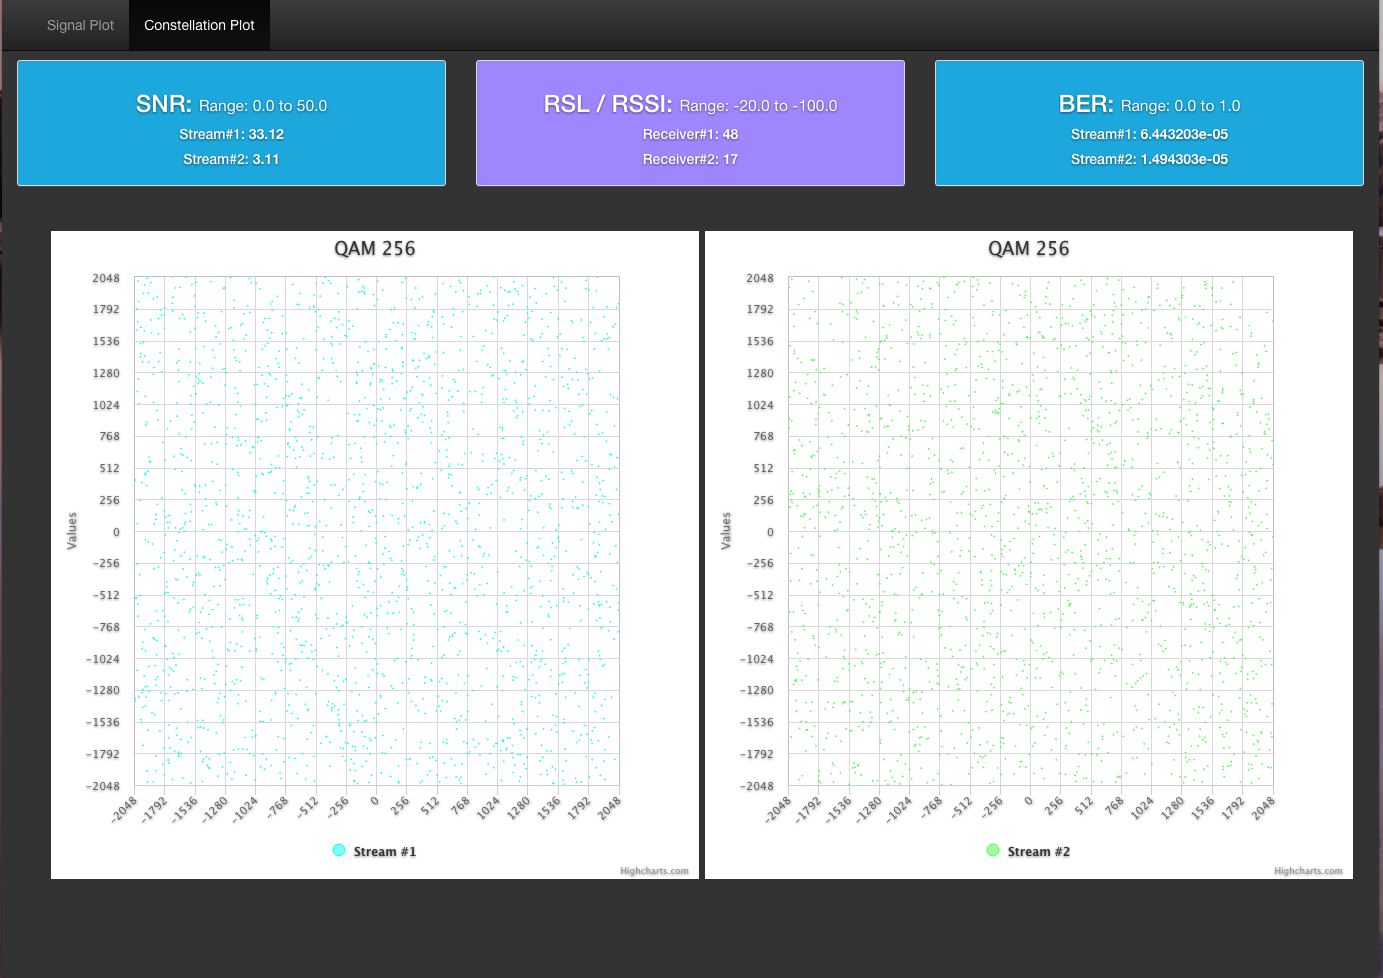 Signal Plot
Constellation Plot
SNR: Range: 0.0 to 50.0
Stream#1: 33.12
Stream#2: 3.11
RSL / RSSI: Range: -20.0 to -100.0
Receiver#1: 48
Receiver#2: 17
BER: Range: 0.0 to 1.0
Stream#1: 6.443203e-05
Stream#2: 1.494303e-05
QAM 256
2048
1792
1536
1280
1024
768
512
256
0
-256
-512
-768
-1024
-1280
-1536
-1792
-2048
Values
-2048 -1792 -1536 -1280 -1024 -768 -512 -256 0 256 512 768 1024 1280 1536 1792 2048
Stream #1
Highcharts.com
QAM 256
2048
1792
1536
1280
1024
768
512
256
0
-256
-512
-768
-1024
-1280
-1536
-1792
-2048
Values
-2048 -1792 -1536 -1280 -1024 -768 -512 -256 0 256 512 768 1024 1280 1536 1792 2048
Stream #2
Highcharts.com